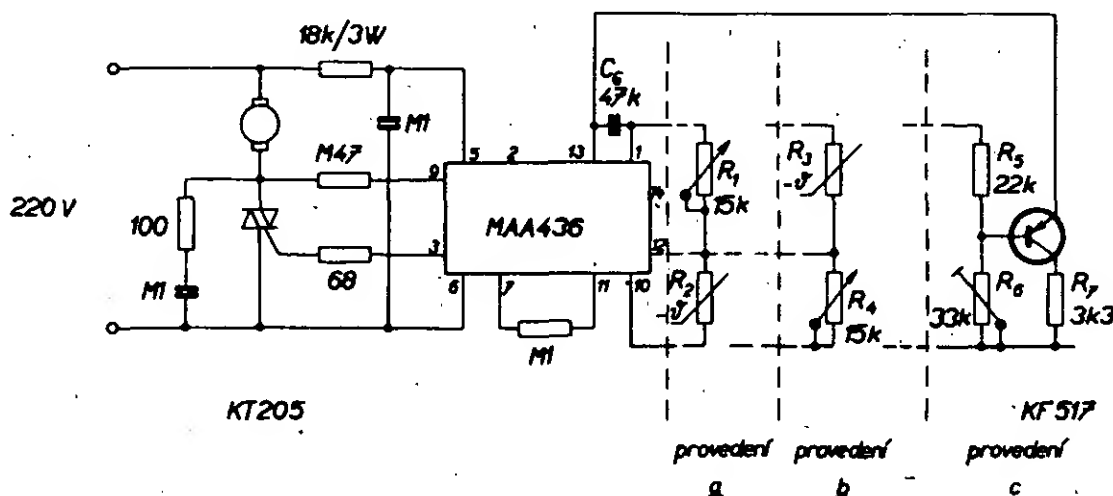 18k/3W
C₆
47k
M1
M47
5
2
13
1
R₃
-ϑ
R₅
22k
9
R₁
15k
14
220 V
100
MAA436
3
12
68
R₂
-ϑ
R₄
15k
R₆
33k
R₇
3k3
M1
6
7
11
10
M1
KT205
KF517
provedení
a
provedení
b
provedení
c